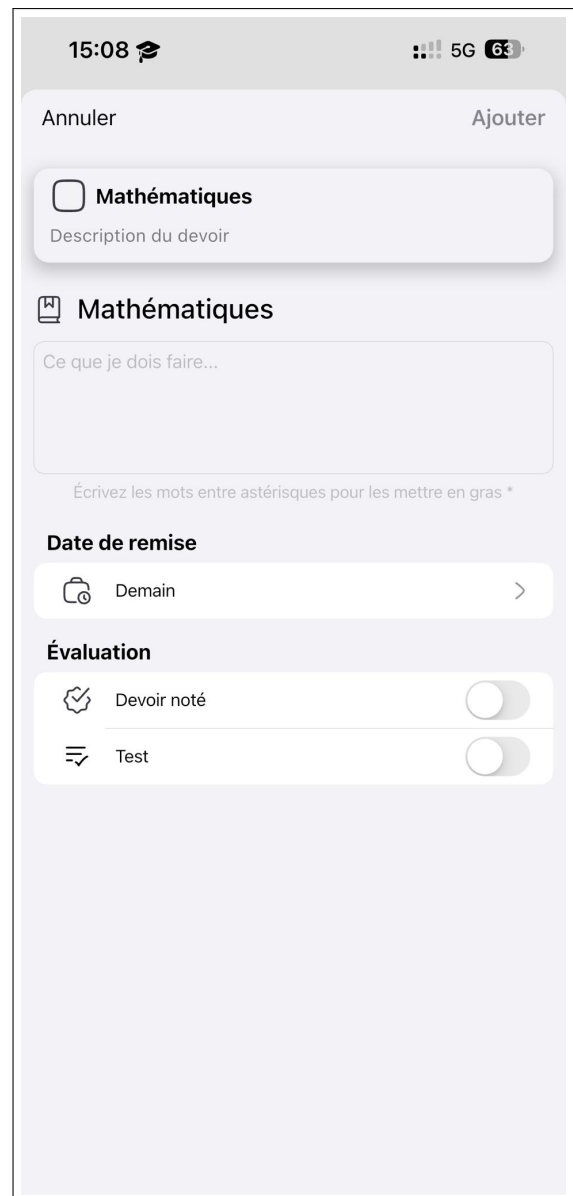 15:08 5G 63
Annuler Ajouter
Mathématiques
Description du devoir
Mathématiques
Ce que je dois faire...
Écrivez les mots entre astérisques pour les mettre en gras *
Date de remise
Demain
Évaluation
Devoir noté
Test